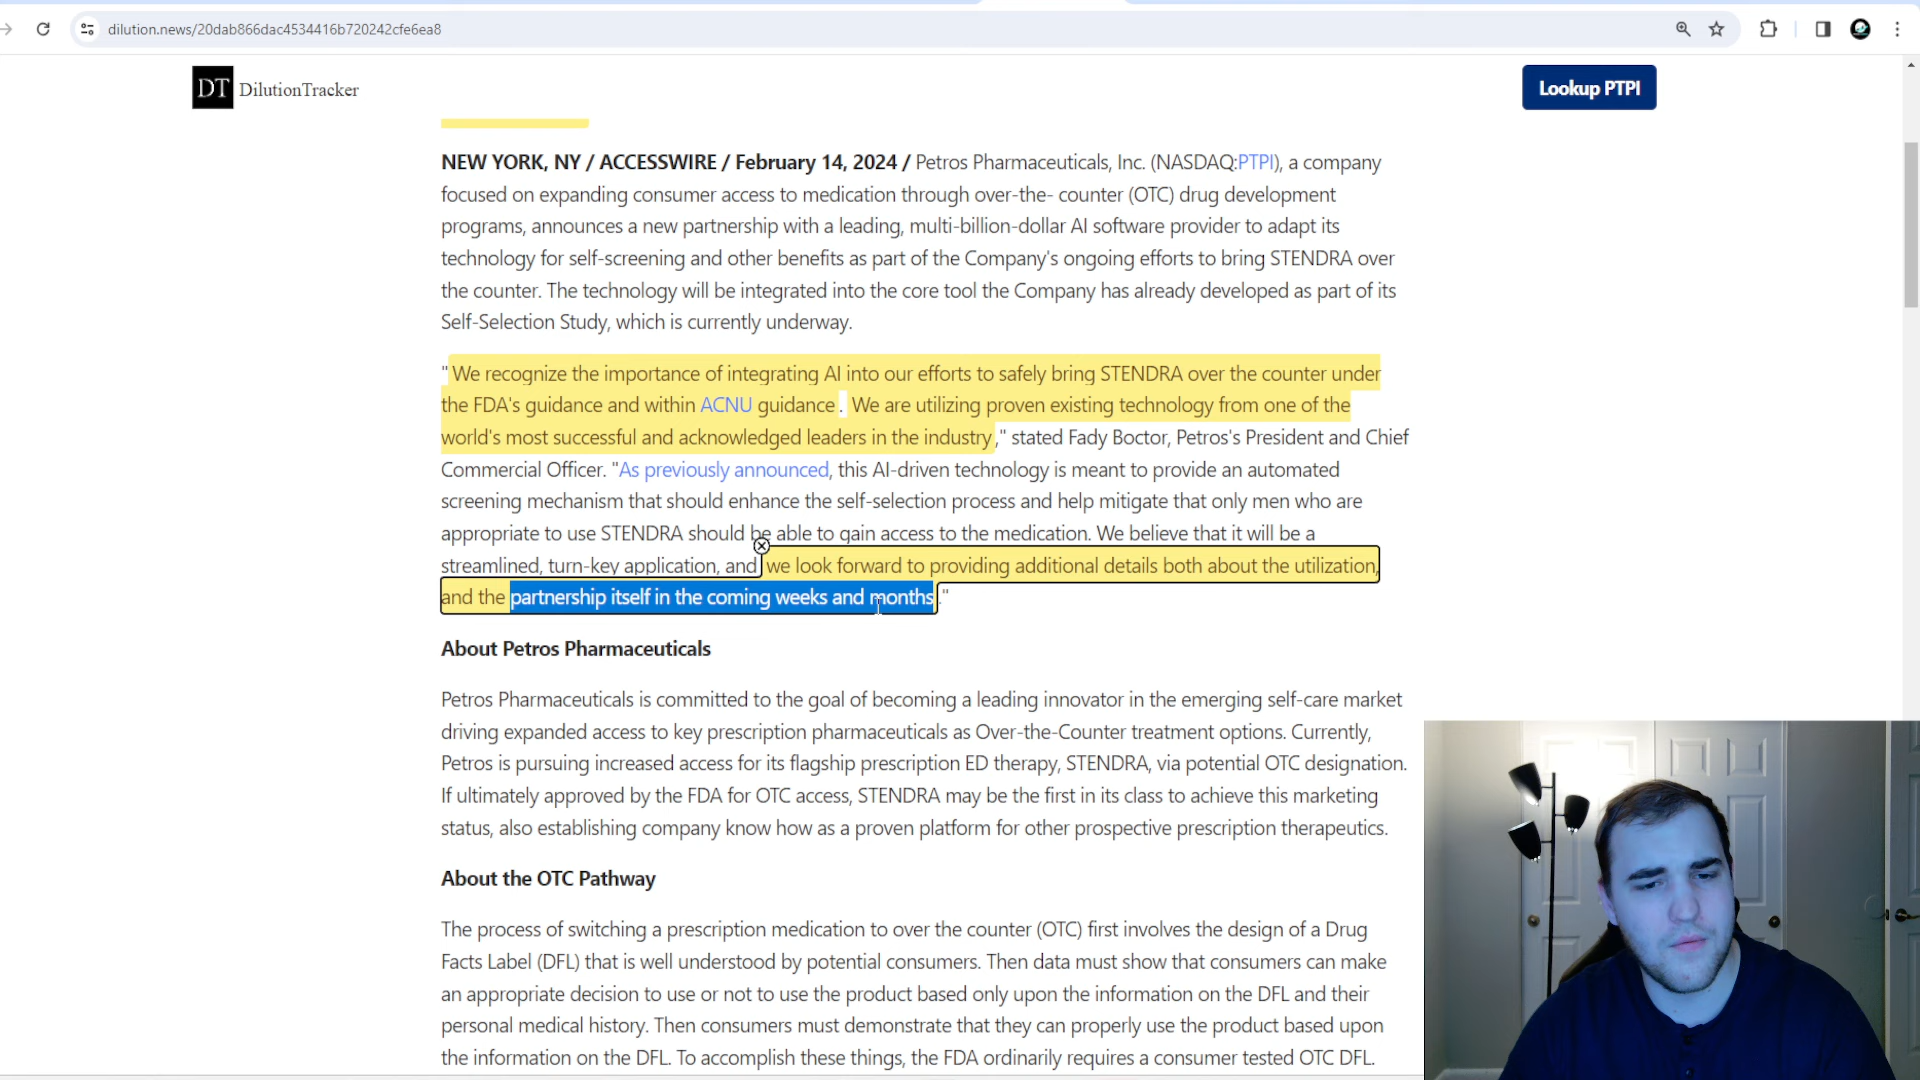 dilution.news/20dab866dac4534416b720242cfe6ea8
DT DilutionTracker
Lookup PTPI
NEW YORK, NY / ACCESSWIRE / February 14, 2024 / Petros Pharmaceuticals, Inc. (NASDAQ:PTPI), a company
focused on expanding consumer access to medication through over-the- counter (OTC) drug development
programs, announces a new partnership with a leading, multi-billion-dollar AI software provider to adapt its
technology for self-screening and other benefits as part of the Company's ongoing efforts to bring STENDRA over
the counter. The technology will be integrated into the core tool the Company has already developed as part of its
Self-Selection Study, which is currently underway.
" We recognize the importance of integrating AI into our efforts to safely bring STENDRA over the counter under
the FDA's guidance and within ACNU guidance . We are utilizing proven existing technology from one of the
world's most successful and acknowledged leaders in the industry ," stated Fady Boctor, Petros's President and Chief
Commercial Officer. "As previously announced, this AI-driven technology is meant to provide an automated
screening mechanism that should enhance the self-selection process and help mitigate that only men who are
appropriate to use STENDRA should be able to gain access to the medication. We believe that it will be a
streamlined, turn-key application, and we look forward to providing additional details both about the utilization,
and the partnership itself in the coming weeks and months ."
About Petros Pharmaceuticals
Petros Pharmaceuticals is committed to the goal of becoming a leading innovator in the emerging self-care market
driving expanded access to key prescription pharmaceuticals as Over-the-Counter treatment options. Currently,
Petros is pursuing increased access for its flagship prescription ED therapy, STENDRA, via potential OTC designation.
If ultimately approved by the FDA for OTC access, STENDRA may be the first in its class to achieve this marketing
status, also establishing company know how as a proven platform for other prospective prescription therapeutics.
About the OTC Pathway
The process of switching a prescription medication to over the counter (OTC) first involves the design of a Drug
Facts Label (DFL) that is well understood by potential consumers. Then data must show that consumers can make
an appropriate decision to use or not to use the product based only upon the information on the DFL and their
personal medical history. Then consumers must demonstrate that they can properly use the product based upon
the information on the DFL. To accomplish these things, the FDA ordinarily requires a consumer tested OTC DFL.